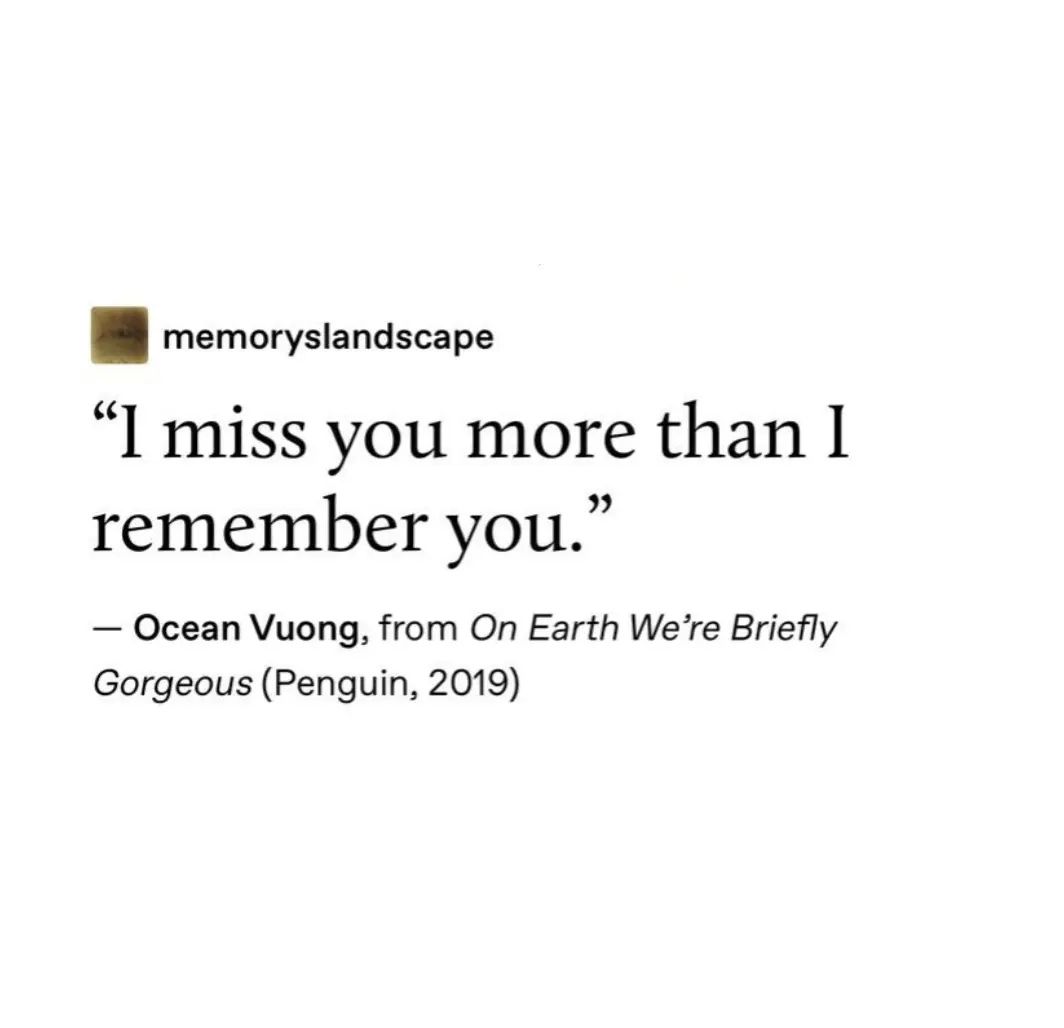 memoryslandscape
“I miss you more than I
remember you.”
— Ocean Vuong, from On Earth We’re Briefly
Gorgeous (Penguin, 2019)